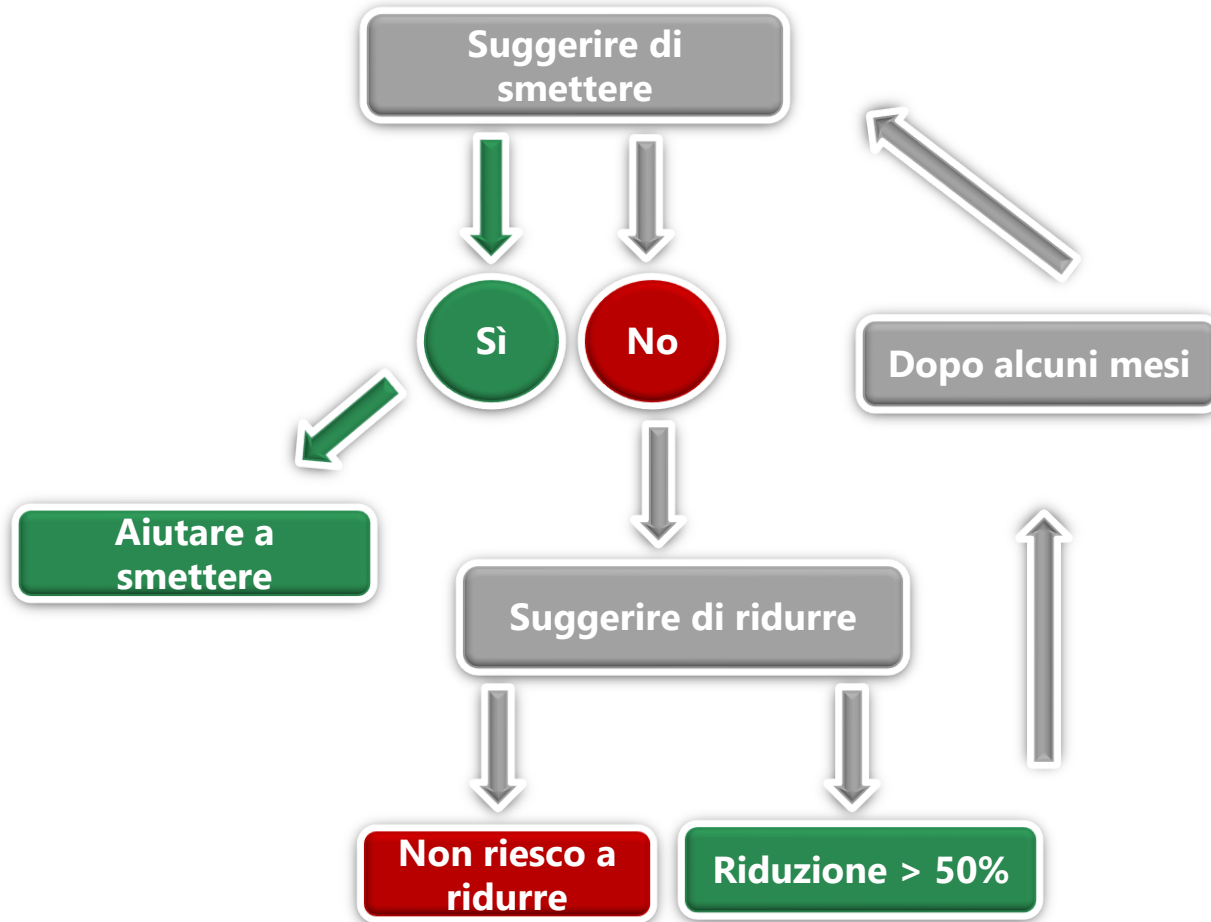 Suggerire di
smettere
Sì
No
Dopo alcuni mesi
Aiutare a
smettere
Suggerire di ridurre
Non riesco a
ridurre
Riduzione > 50%